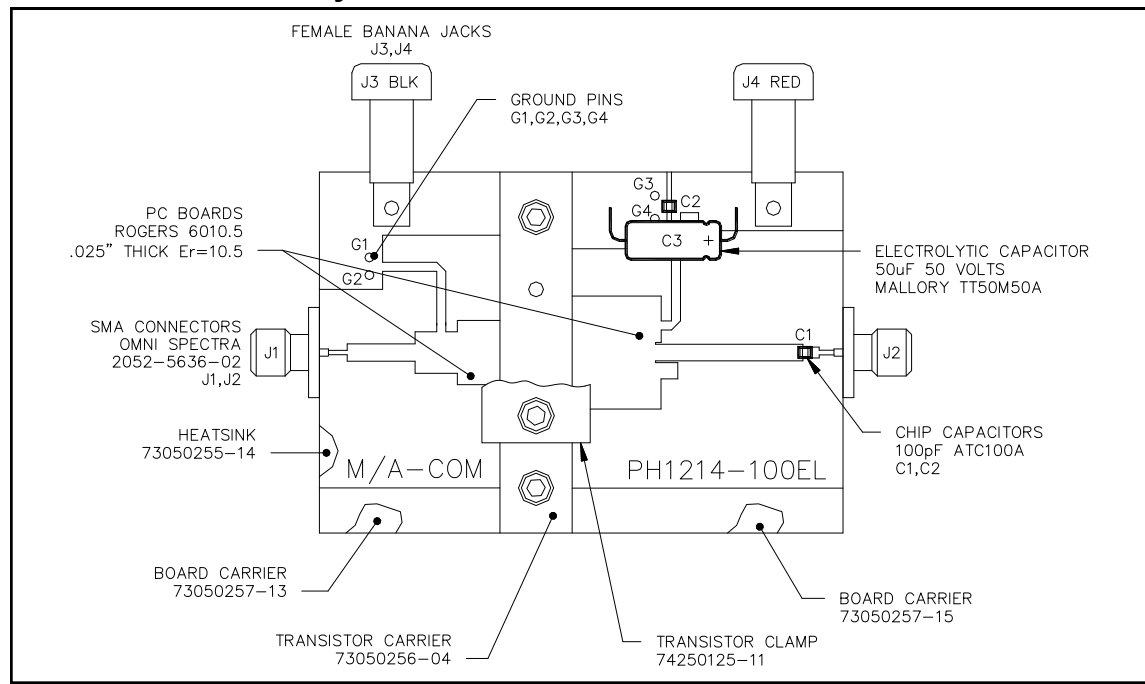 FEMALE BANANA JACKS
J3,J4
J3 BLK
J4 RED
GROUND PINS
G1,G2,G3,G4
PC BOARDS
ROGERS 6010.5
.025" THICK Er=10.5
G1
G2
G3
G4
C2
C3
+
ELECTROLYTIC CAPACITOR
50uF 50 VOLTS
MALLORY TT50M50A
SMA CONNECTORS
OMNI SPECTRA
2052-5636-02
J1,J2
J1
C1
J2
HEATSINK
73050255-14
M/A-COM
PH1214-100EL
CHIP CAPACITORS
100pF ATC100A
C1,C2
BOARD CARRIER
73050257-13
BOARD CARRIER
73050257-15
TRANSISTOR CARRIER
73050256-04
TRANSISTOR CLAMP
74250125-11